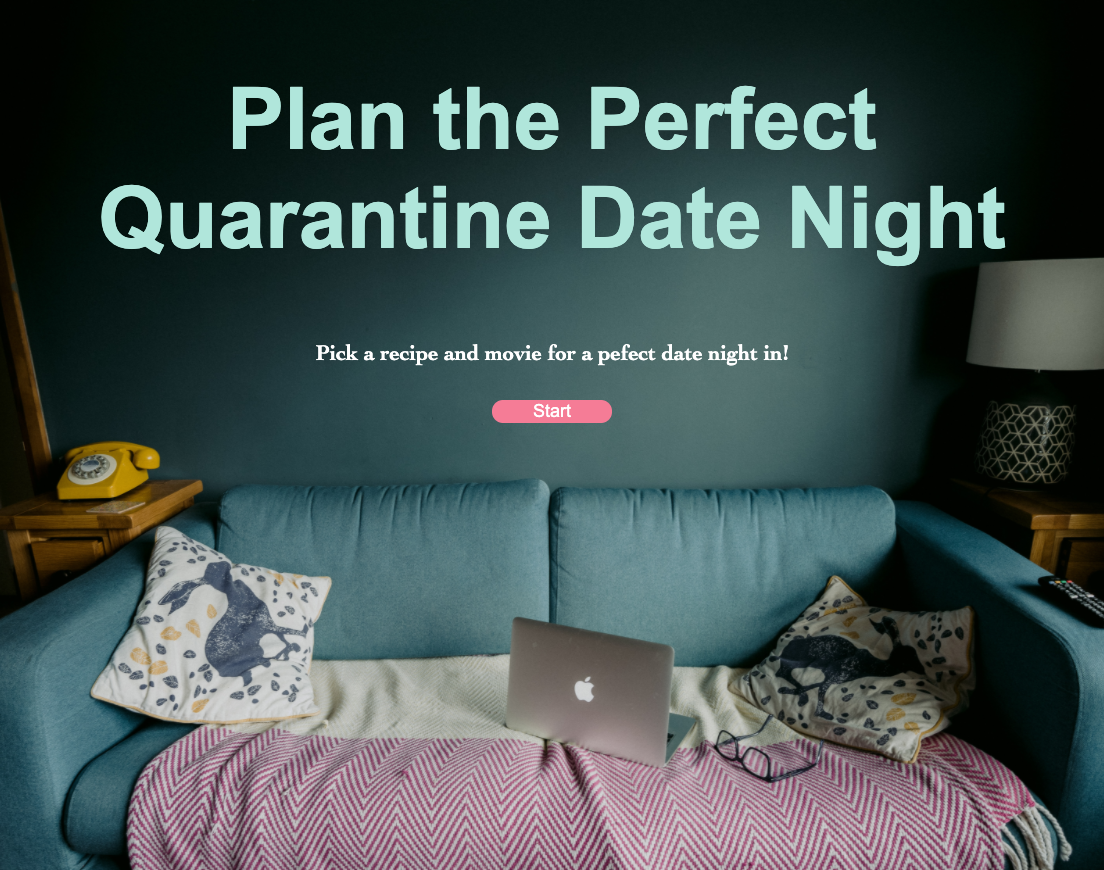 Plan the Perfect
Quarantine Date Night
Pick a recipe and movie for a pefect date night in!
Start